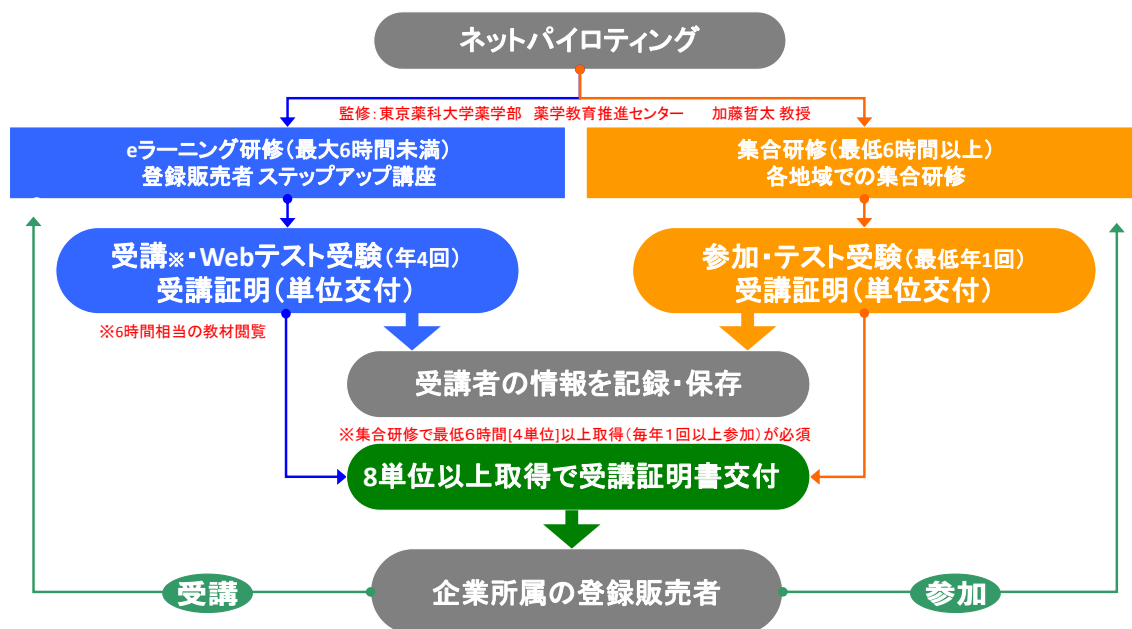 ネットパイロティング
監修：東京薬科大学薬学部　薬学教育推進センター　　加藤哲太 教授
eラーニング研修（最大6時間未満）
登録販売者 ステップアップ講座
集合研修（最低6時間以上）
各地域での集合研修
受講※・Webテスト受験（年4回）
受講証明（単位交付）
参加・テスト受験（最低年1回）
受講証明（単位交付）
※6時間相当の教材閲覧
受講者の情報を記録・保存
※集合研修で最低６時間[4単位]以上取得（毎年１回以上参加）が必須
8単位以上取得で受講証明書交付
受講
企業所属の登録販売者
参加